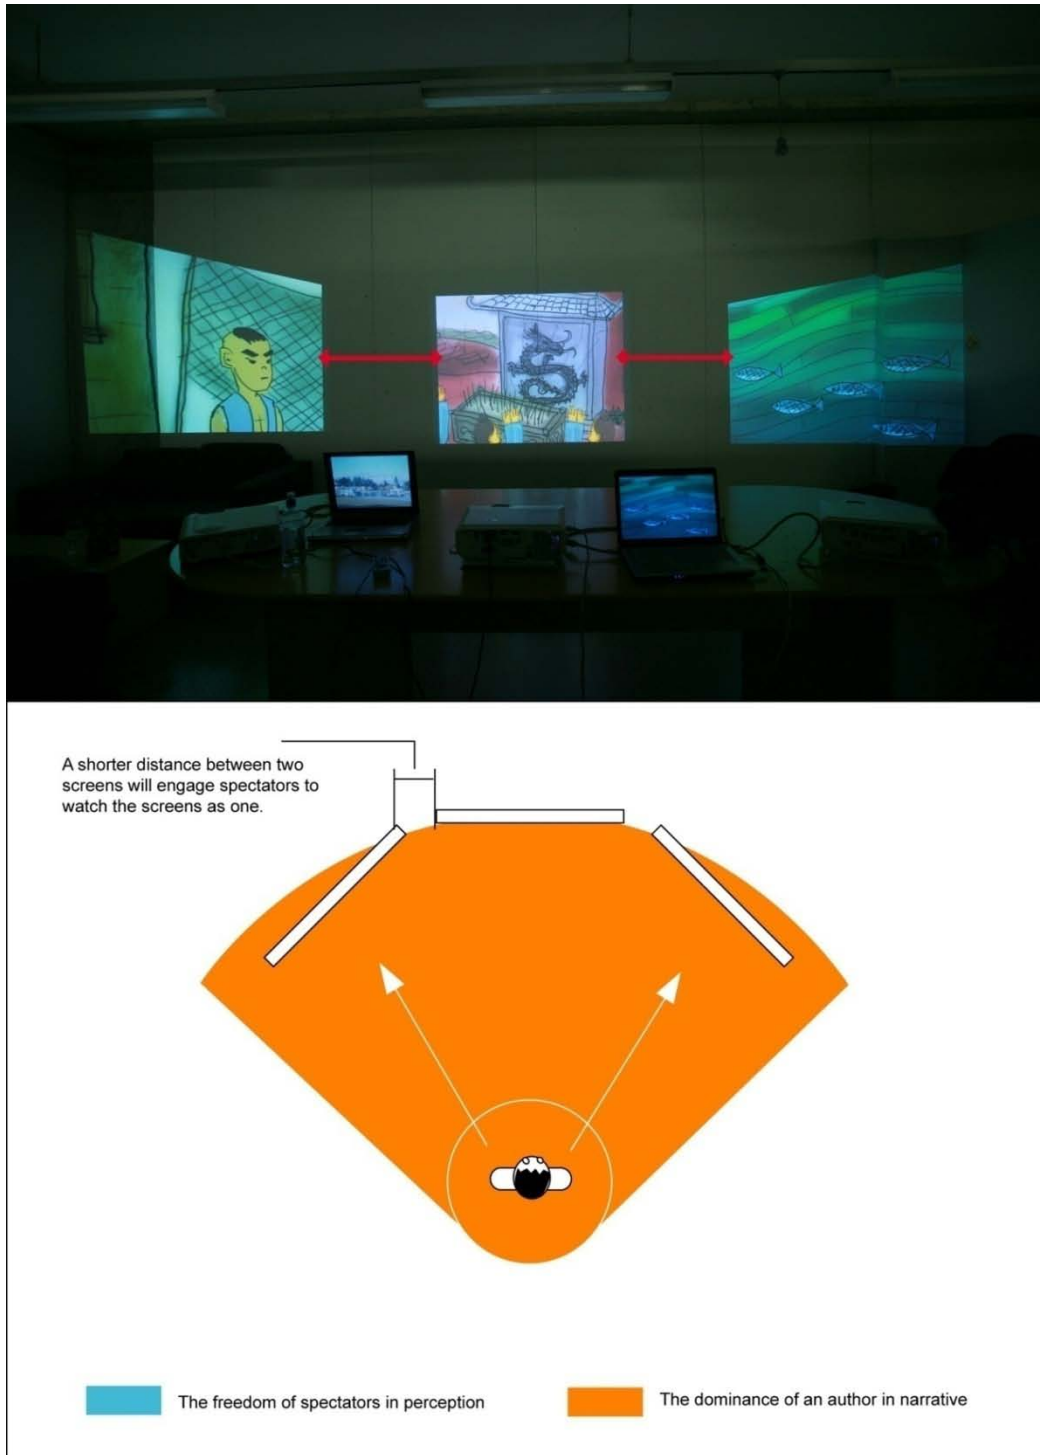 A shorter distance between two
screens will engage spectators to
watch the screens as one.
The freedom of spectators in perception
The dominance of an author in narrative